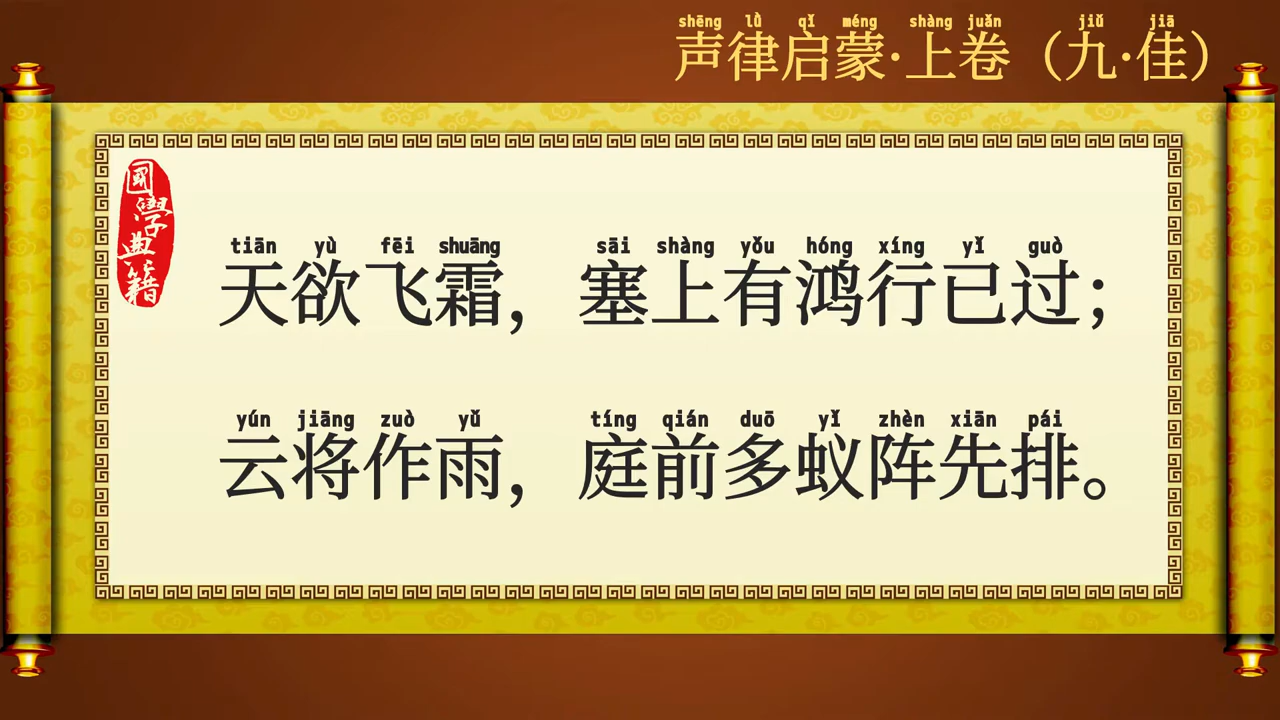 shēng lǜ qǐ méng shàng juǎn jiǔ jiā
声律启蒙·上卷（九·佳）
國學典籍
tiān yù fēi shuāng sāi shàng yǒu hóng xíng yǐ guò
天欲飞霜，塞上有鸿行已过；
yún jiāng zuò yǔ tíng qián duō yǐ zhèn xiān pái
云将作雨，庭前多蚁阵先排。